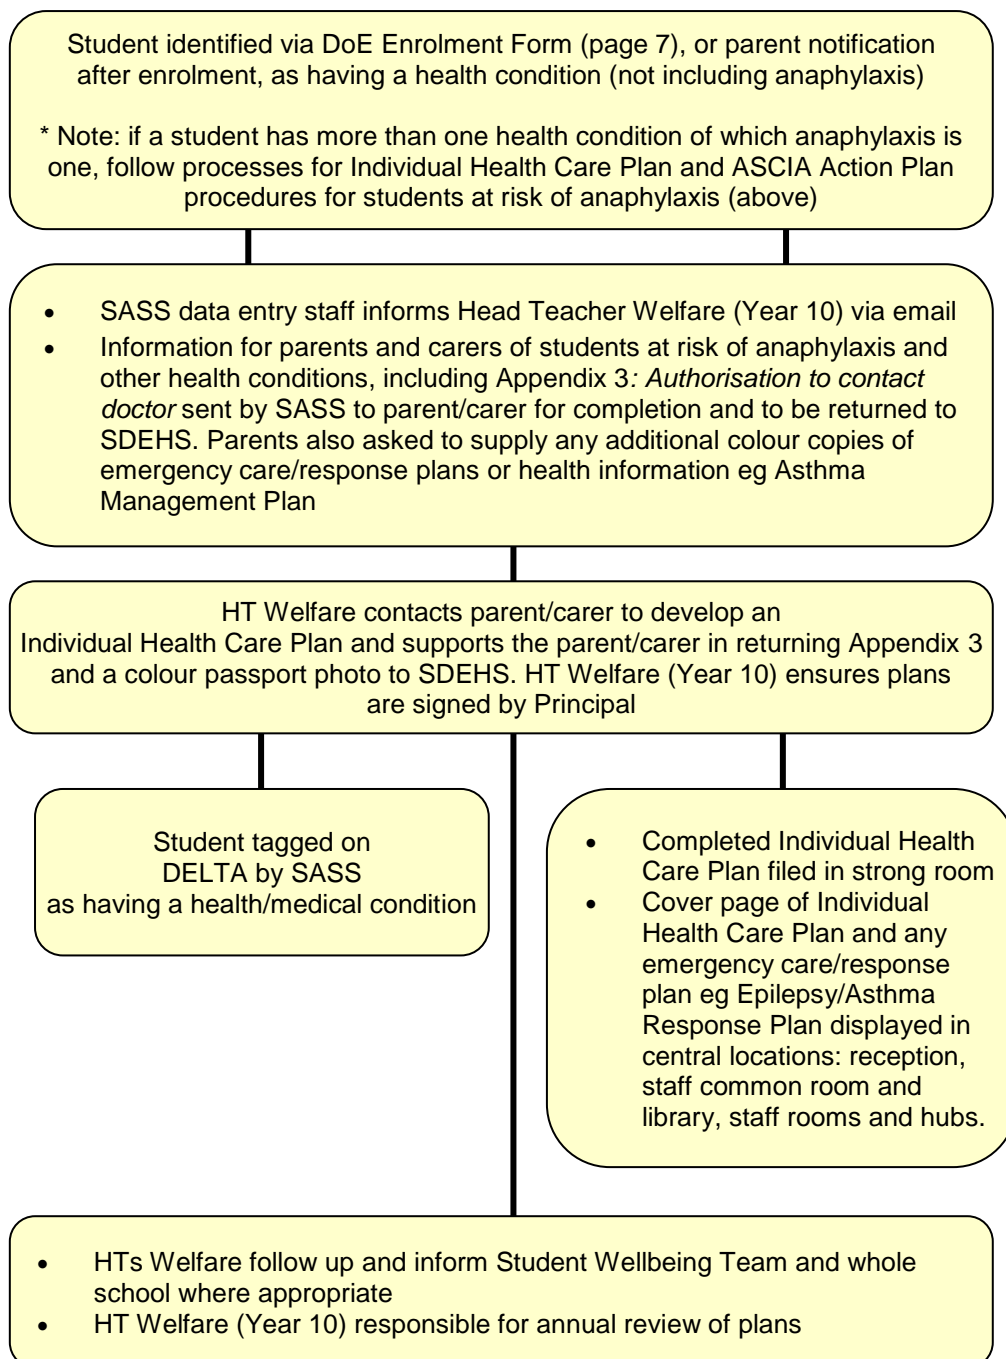 Student identified via DoE Enrolment Form (page 7), or parent notification
after enrolment, as having a health condition (not including anaphylaxis)
* Note: if a student has more than one health condition of which anaphylaxis is
one, follow processes for Individual Health Care Plan and ASCIA Action Plan
procedures for students at risk of anaphylaxis (above)
• SASS data entry staff informs Head Teacher Welfare (Year 10) via email
• Information for parents and carers of students at risk of anaphylaxis and
other health conditions, including Appendix 3: Authorisation to contact
doctor sent by SASS to parent/carer for completion and to be returned to
SDEHS. Parents also asked to supply any additional colour copies of
emergency care/response plans or health information eg Asthma
Management Plan
HT Welfare contacts parent/carer to develop an
Individual Health Care Plan and supports the parent/carer in returning Appendix 3
and a colour passport photo to SDEHS. HT Welfare (Year 10) ensures plans
are signed by Principal
Student tagged on
DELTA by SASS
as having a health/medical condition
• Completed Individual Health
Care Plan filed in strong room
• Cover page of Individual
Health Care Plan and any
emergency care/response
plan eg Epilepsy/Asthma
Response Plan displayed in
central locations: reception,
staff common room and
library, staff rooms and hubs.
• HTs Welfare follow up and inform Student Wellbeing Team and whole
school where appropriate
• HT Welfare (Year 10) responsible for annual review of plans